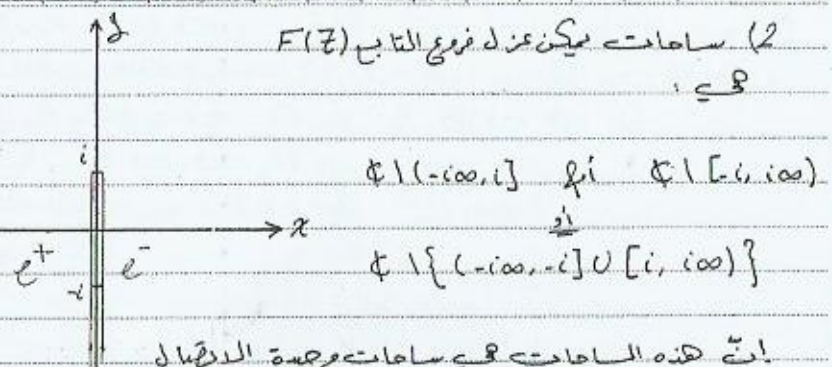 2) ساحات يمكن عزل فروع التابع F(Z)
هي:
y
i
¢ \ (-i∞, i] أو ¢ \ [-i, i∞)
x
أو
e⁺ e⁻
-i
¢ \ { (-i∞, -i] ∪ [i, i∞) }
إنّ هذه الساحات هي ساحات وحيدة الاتصال